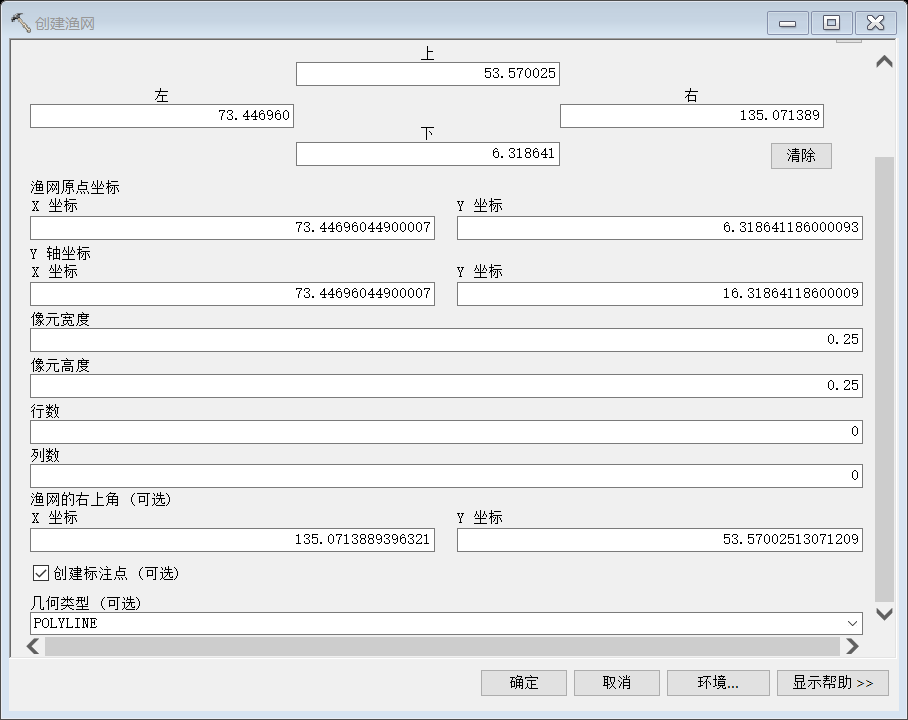 创建渔网
上
53.570025
左
右
73.446960
135.071389
下
6.318641
清除
渔网原点坐标
X 坐标
Y 坐标
73.44696044900007
6.318641186000093
Y 轴坐标
X 坐标
Y 坐标
73.44696044900007
16.31864118600009
像元宽度
0.25
像元高度
0.25
行数
0
列数
0
渔网的右上角 (可选)
X 坐标
Y 坐标
135.0713889396321
53.57002513071209
创建标注点 (可选)
几何类型 (可选)
POLYLINE
确定
取消
环境...
显示帮助 >>